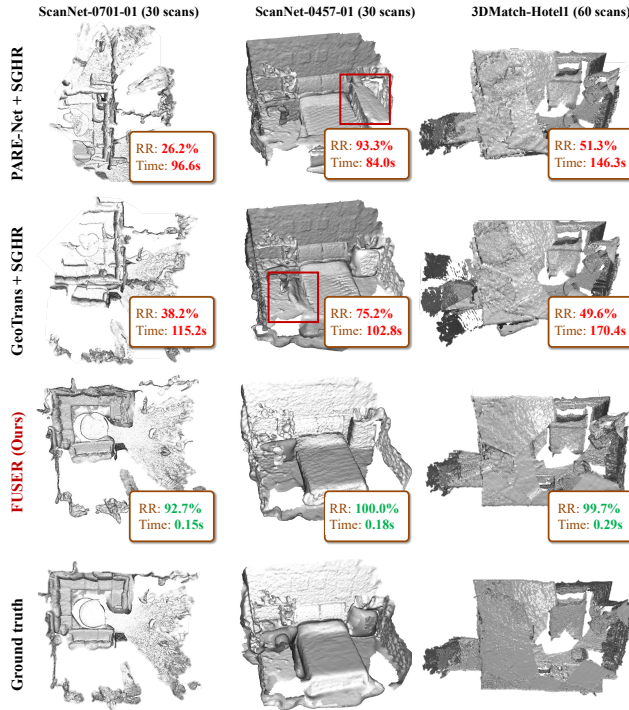 ScanNet-0701-01 (30 scans)
ScanNet-0457-01 (30 scans)
3DMatch-Hotel1 (60 scans)
PARE-Net + SGHR
RR: 26.2%
Time: 96.6s
RR: 93.3%
Time: 84.0s
RR: 51.3%
Time: 146.3s
GeoTrans + SGHR
RR: 38.2%
Time: 115.2s
RR: 75.2%
Time: 102.8s
RR: 49.6%
Time: 170.4s
FUSER (Ours)
RR: 92.7%
Time: 0.15s
RR: 100.0%
Time: 0.18s
RR: 99.7%
Time: 0.29s
Ground truth